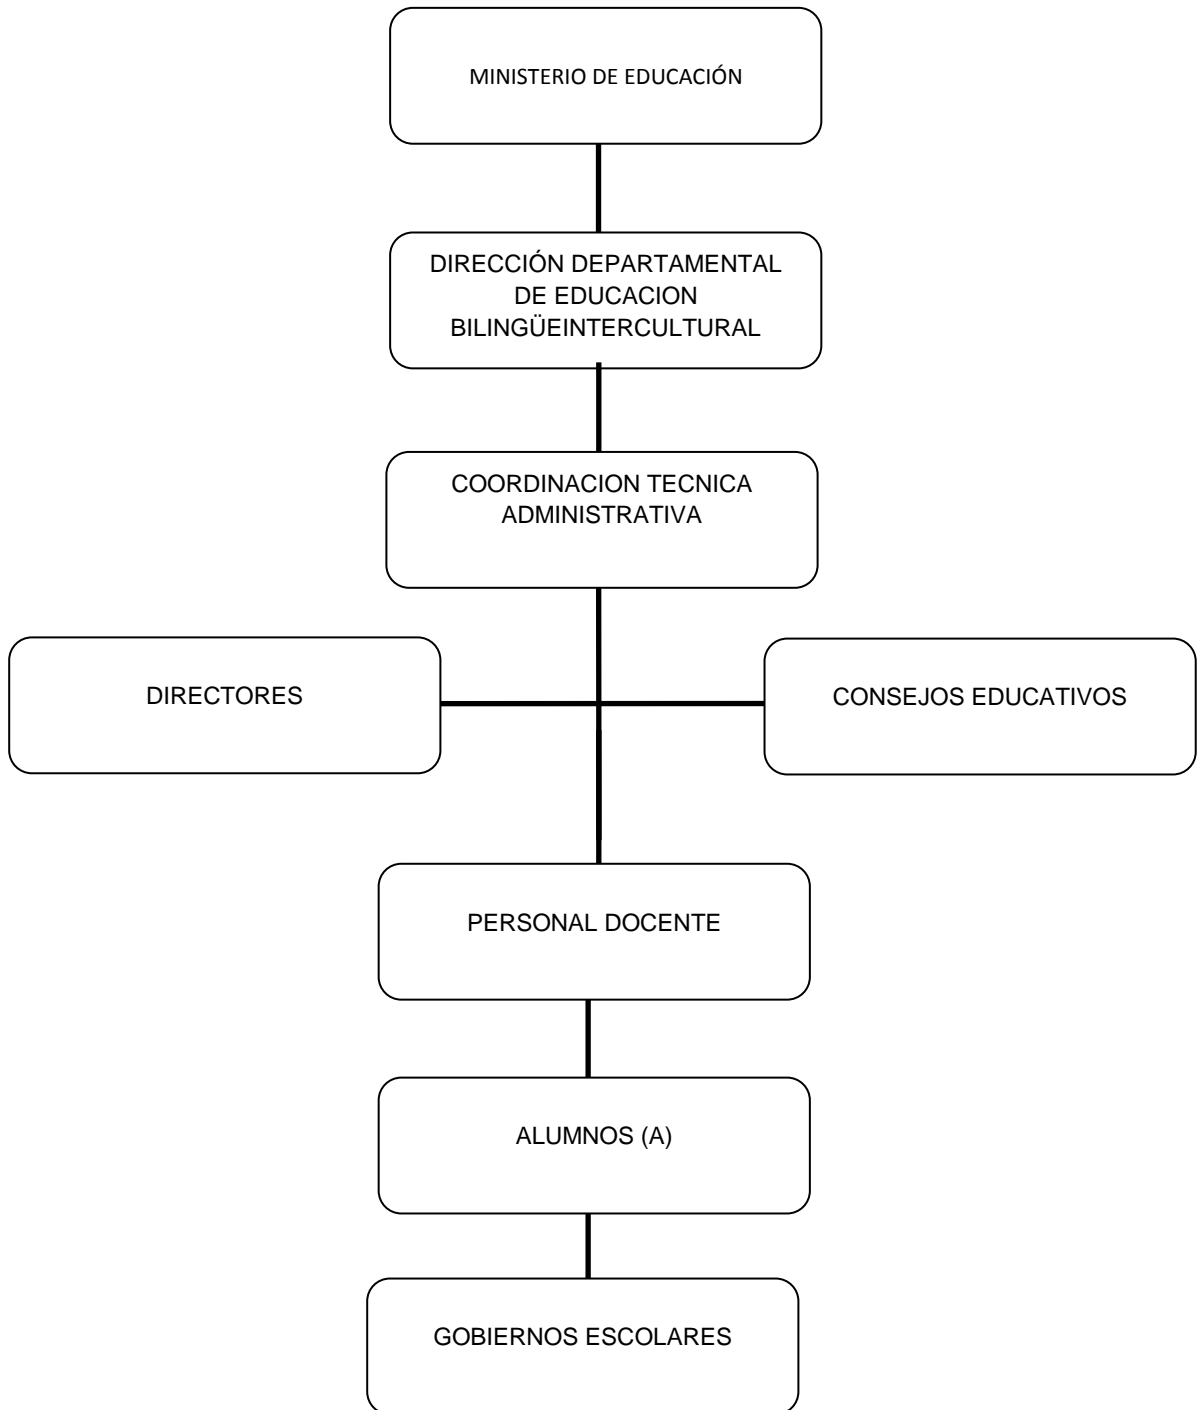 MINISTERIO DE EDUCACIÓN
DIRECCIÓN DEPARTAMENTAL
DE EDUCACION
BILINGÜEINTERCULTURAL
COORDINACION TECNICA
ADMINISTRATIVA
DIRECTORES
CONSEJOS EDUCATIVOS
PERSONAL DOCENTE
ALUMNOS (A)
GOBIERNOS ESCOLARES